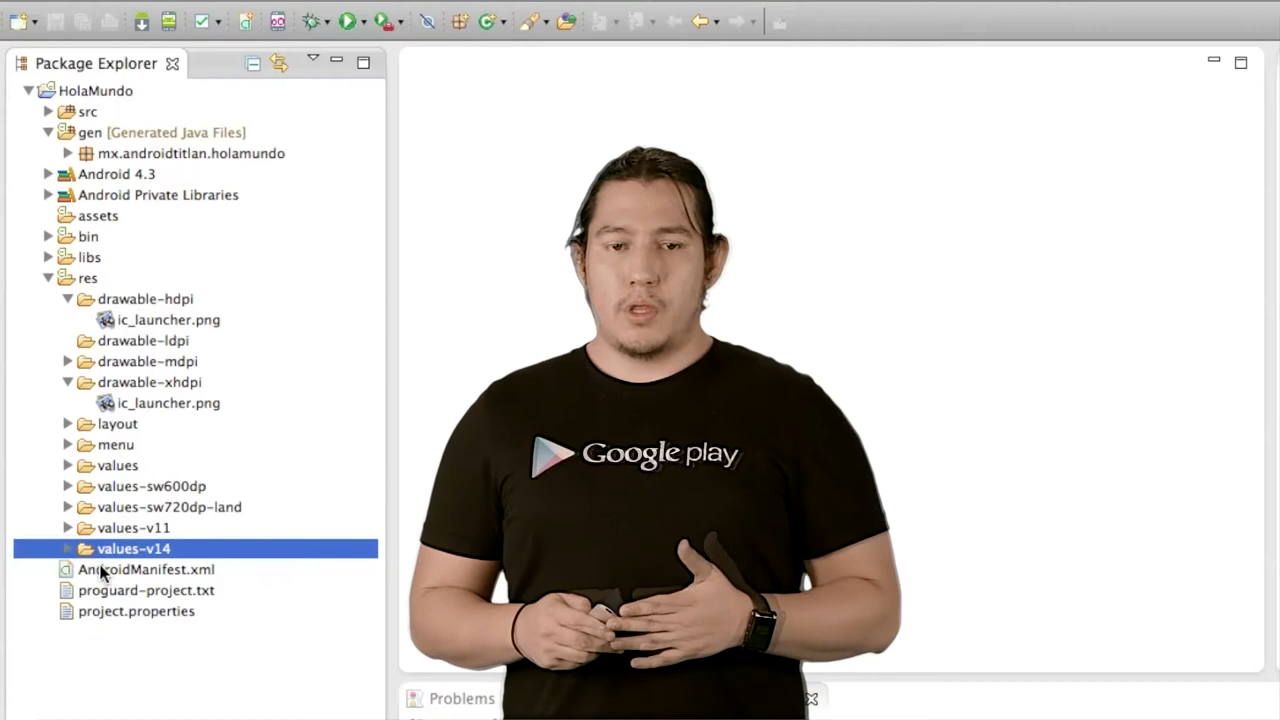 Package Explorer
HolaMundo
src
gen [Generated Java Files]
mx.androidtitlan.holamundo
Android 4.3
Android Private Libraries
assets
bin
libs
res
drawable-hdpi
ic_launcher.png
drawable-ldpi
drawable-mdpi
drawable-xhdpi
ic_launcher.png
layout
menu
values
values-sw600dp
values-sw720dp-land
values-v11
values-v14
AndroidManifest.xml
proguard-project.txt
project.properties
Google play
Problems